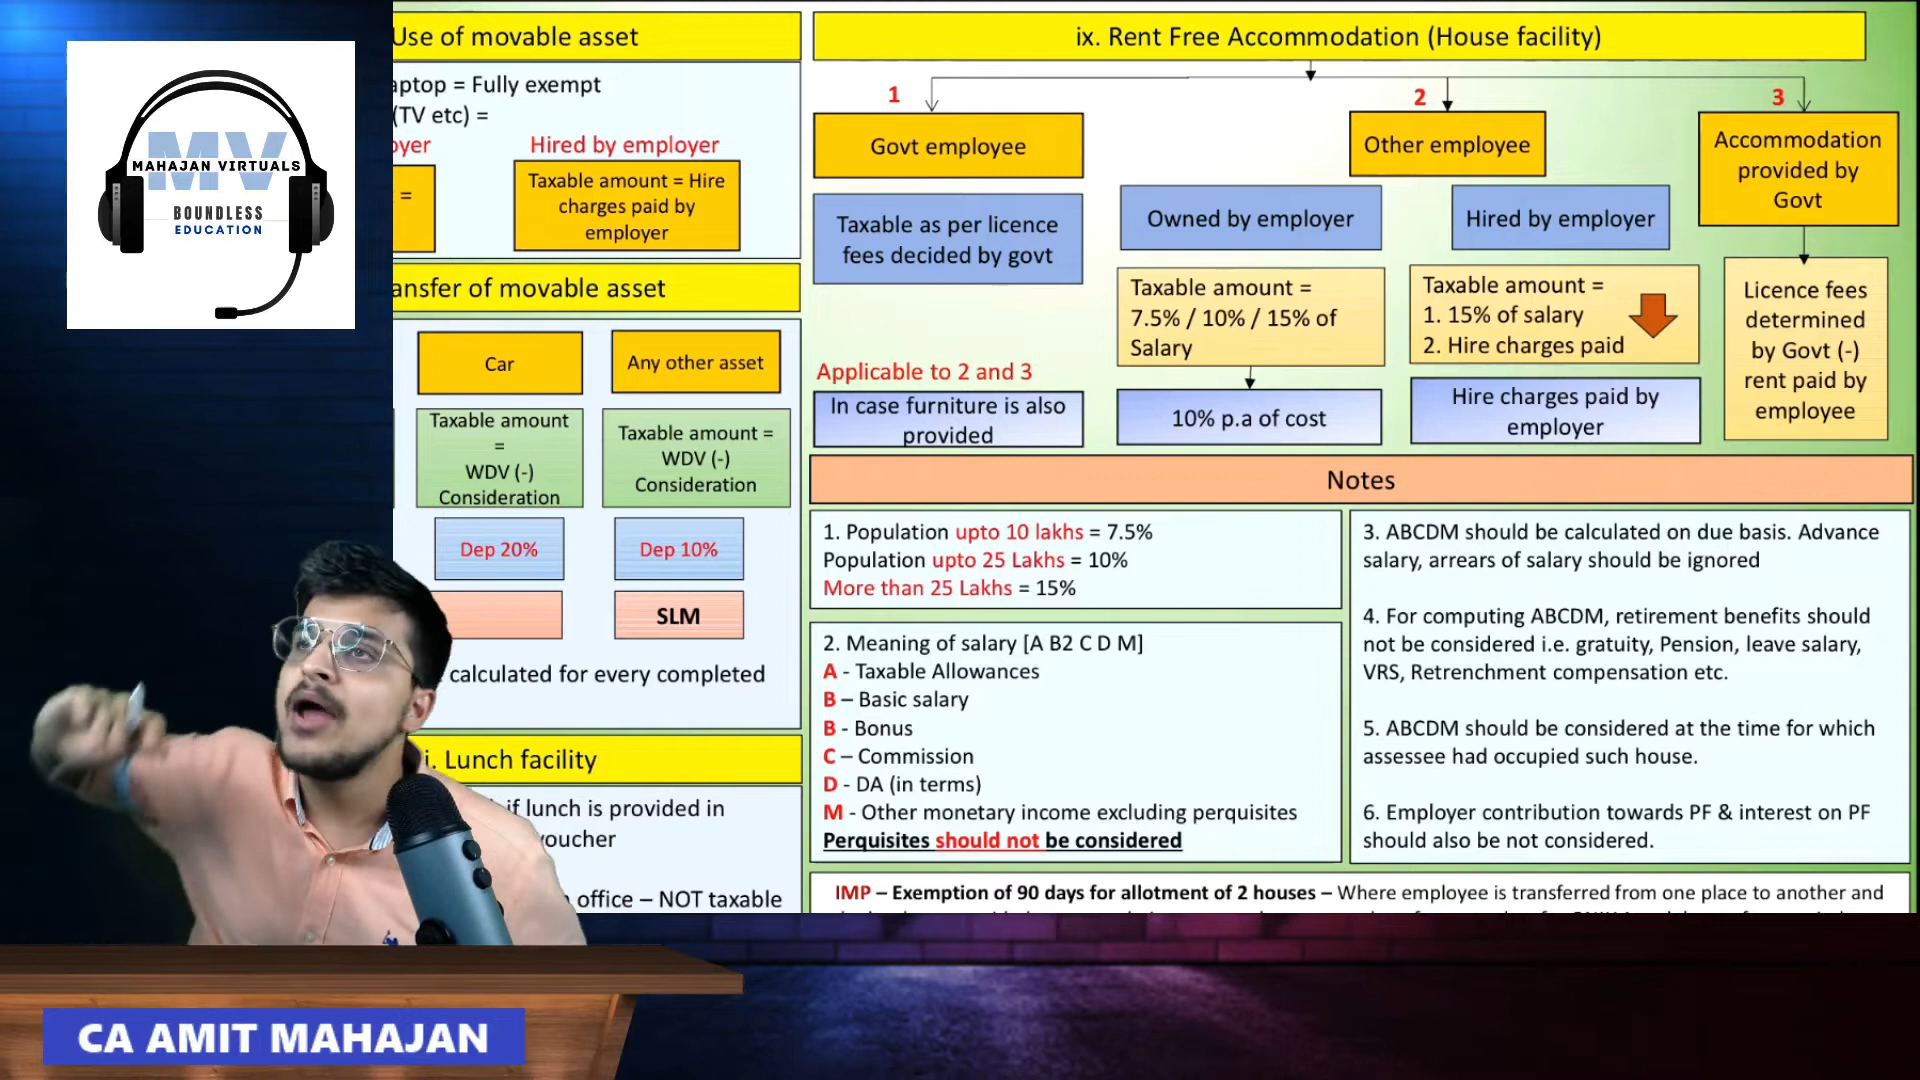 MV
MAHAJAN VIRTUALS
BOUNDLESS
EDUCATION
Use of movable asset
aptop = Fully exempt
(TV etc) =
oyer
Hired by employer
=
Taxable amount = Hire
charges paid by
employer
ansfer of movable asset
Car
Any other asset
Taxable amount
=
WDV (-)
Consideration
Taxable amount =
WDV (-)
Consideration
Dep 20%
Dep 10%
SLM
calculated for every completed
i. Lunch facility
if lunch is provided in
voucher
office – NOT taxable
ix. Rent Free Accommodation (House facility)
1
2
3
Govt employee
Other employee
Accommodation
provided by
Govt
Taxable as per licence
fees decided by govt
Owned by employer
Hired by employer
Taxable amount =
7.5% / 10% / 15% of
Salary
Taxable amount =
1. 15% of salary
2. Hire charges paid
Licence fees
determined
by Govt (-)
rent paid by
employee
Applicable to 2 and 3
In case furniture is also
provided
10% p.a of cost
Hire charges paid by
employer
Notes
1. Population upto 10 lakhs = 7.5%
Population upto 25 Lakhs = 10%
More than 25 Lakhs = 15%
2. Meaning of salary [A B2 C D M]
A - Taxable Allowances
B – Basic salary
B - Bonus
C – Commission
D - DA (in terms)
M - Other monetary income excluding perquisites
Perquisites should not be considered
3. ABCDM should be calculated on due basis. Advance
salary, arrears of salary should be ignored
4. For computing ABCDM, retirement benefits should
not be considered i.e. gratuity, Pension, leave salary,
VRS, Retrenchment compensation etc.
5. ABCDM should be considered at the time for which
assessee had occupied such house.
6. Employer contribution towards PF & interest on PF
should also be not considered.
IMP – Exemption of 90 days for allotment of 2 houses – Where employee is transferred from one place to another and
CA AMIT MAHAJAN